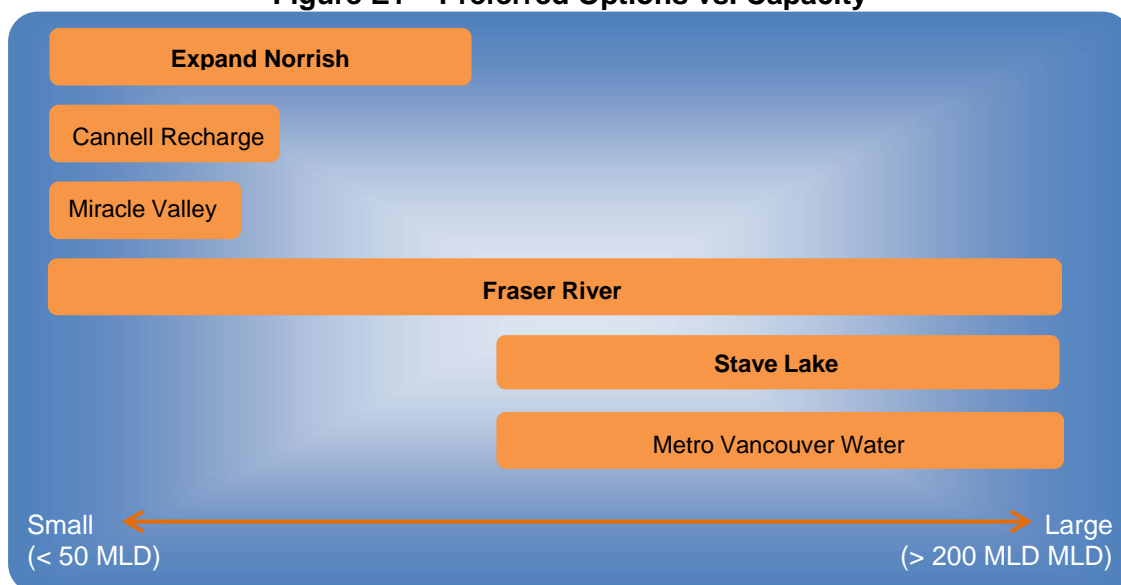 Figure E1 – Preferred Options vs. Capacity
Expand Norrish
Cannell Recharge
Miracle Valley
Fraser River
Stave Lake
Metro Vancouver Water
Small
(< 50 MLD)
Large
(> 200 MLD MLD)